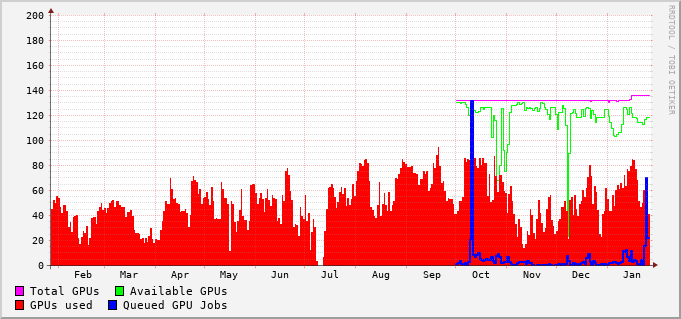 200
180
160
140
120
100
80
60
40
20
0
Feb Mar Apr May Jun Jul Aug Sep Oct Nov Dec Jan
Total GPUs Available GPUs
GPUs used Queued GPU Jobs
RRDTOOL / TOBI OETIKER